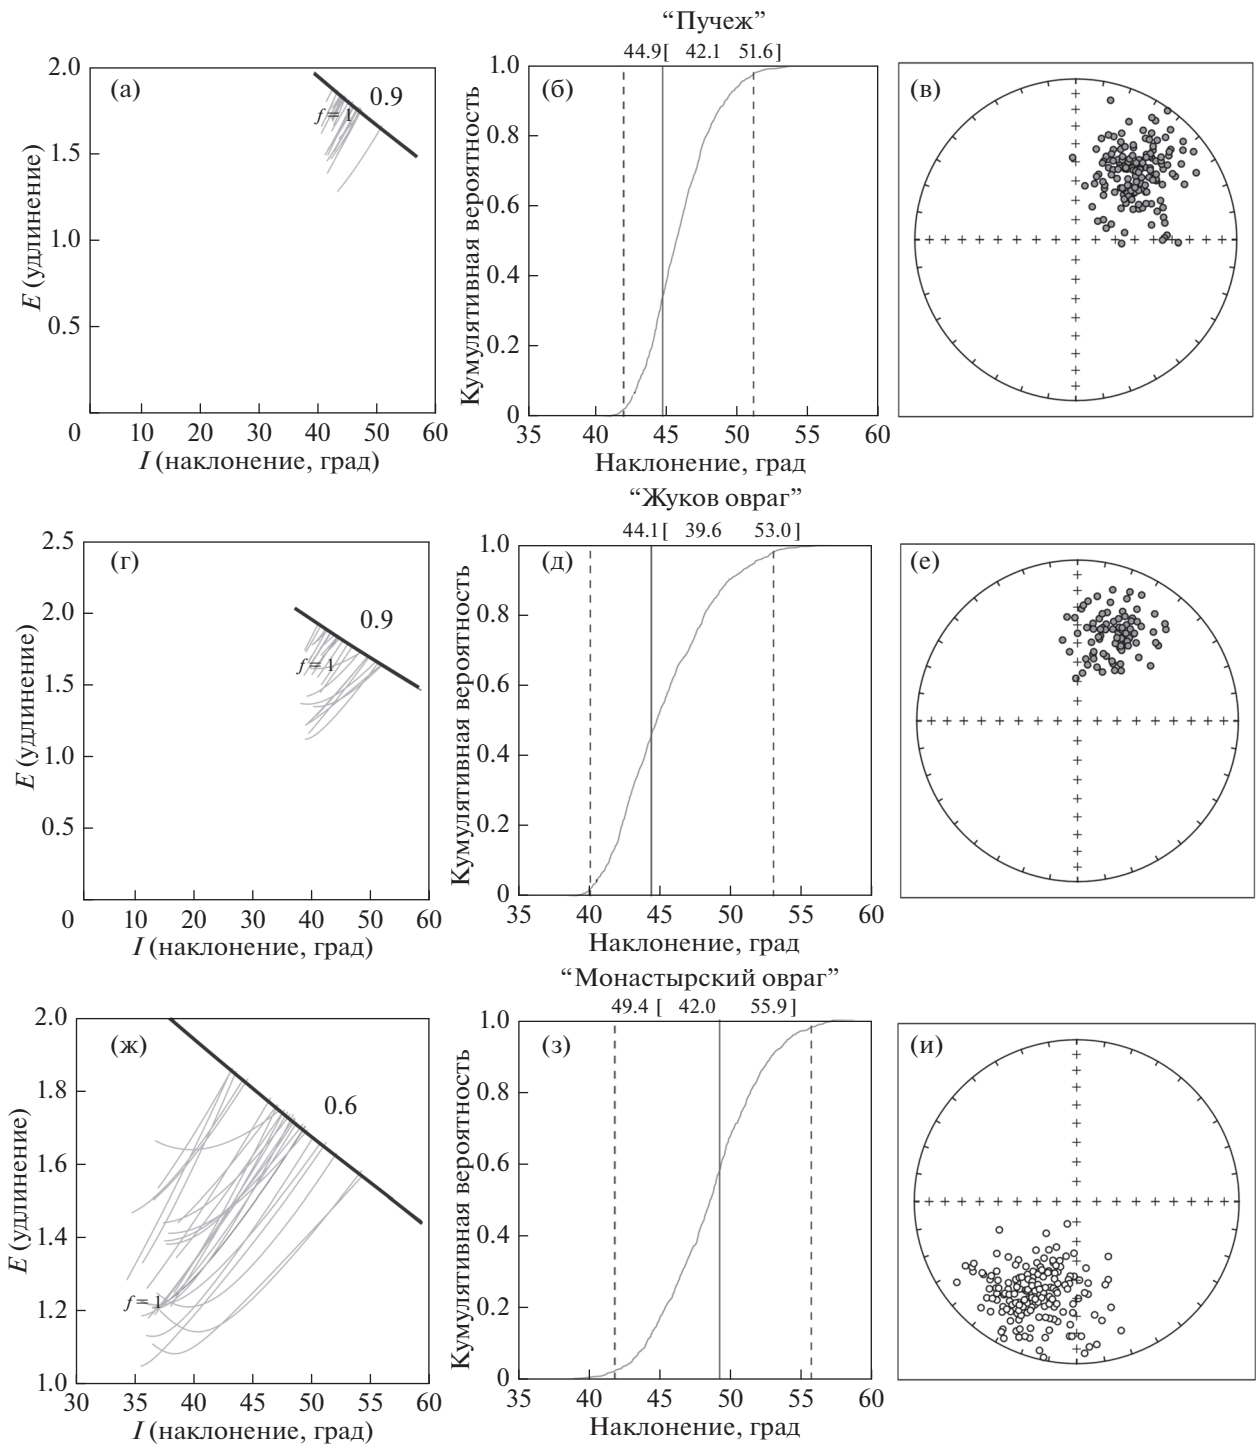 “Пучеж”
44.9 [ 42.1 51.6 ]
(а)
2.0
1.5
1.0
0.5
0 10 20 30 40 50 60
f = 1
0.9
E (удлинение)
I (наклонение, град)
(б)
1.0
0.8
0.6
0.4
0.2
0
35 40 45 50 55 60
Кумулятивная вероятность
Наклонение, град
(в)
“Жуков овраг”
44.1 [ 39.6 53.0 ]
(г)
2.5
2.0
1.5
1.0
0.5
0 10 20 30 40 50 60
f = 1
0.9
E (удлинение)
I (наклонение, град)
(д)
1.0
0.8
0.6
0.4
0.2
0
35 40 45 50 55 60
Кумулятивная вероятность
Наклонение, град
(е)
“Монастырский овраг”
49.4 [ 42.0 55.9 ]
(ж)
2.0
1.8
1.6
1.4
1.2
1.0
30 35 40 45 50 55 60
f = 1
0.6
E (удлинение)
I (наклонение, град)
(з)
1.0
0.8
0.6
0.4
0.2
0
35 40 45 50 55 60
Кумулятивная вероятность
Наклонение, град
(и)